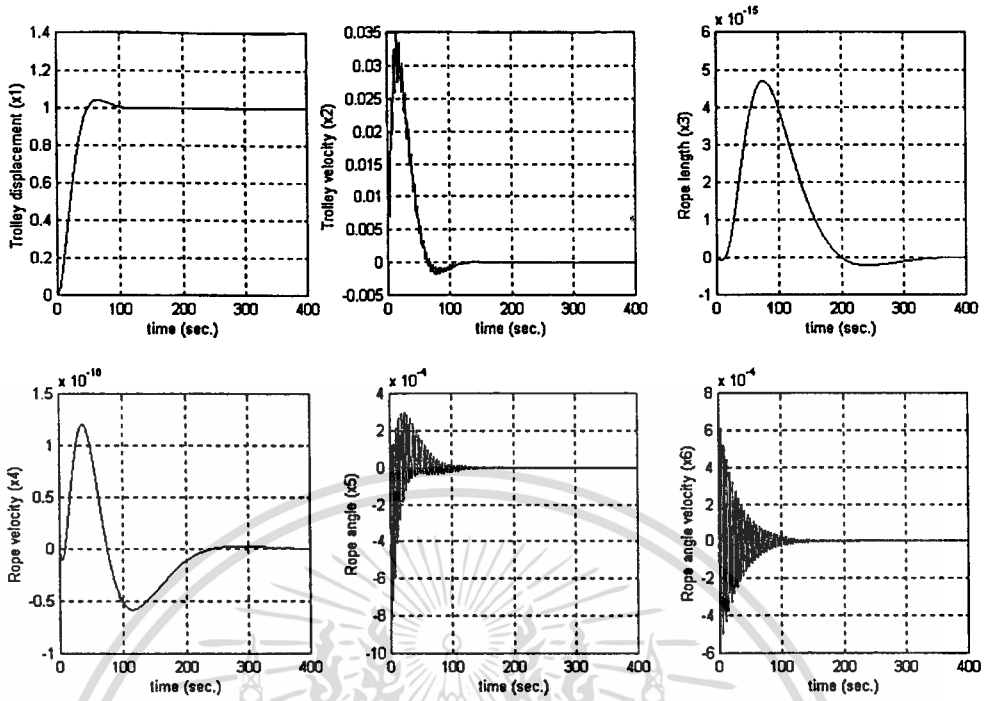 Trolley displacement (x1)
1.4
1.2
1
0.8
0.6
0.4
0.2
0
0 100 200 300 400
time (sec.)
Trolley velocity (x2)
0.035
0.03
0.025
0.02
0.015
0.01
0.005
0
-0.005
0 100 200 300 400
time (sec.)
x 10⁻¹⁵
Rope length (x3)
6
5
4
3
2
1
0
-1
0 100 200 300 400
time (sec.)
x 10⁻¹⁶
Rope velocity (x4)
1.5
1
0.5
0
-0.5
-1
0 100 200 300 400
time (sec.)
x 10⁻⁴
Rope angle (x5)
4
2
0
-2
-4
-6
-8
-10
0 100 200 300 400
time (sec.)
x 10⁻⁴
Rope angle velocity (x6)
8
6
4
2
0
-2
-4
-6
0 100 200 300 400
time (sec.)